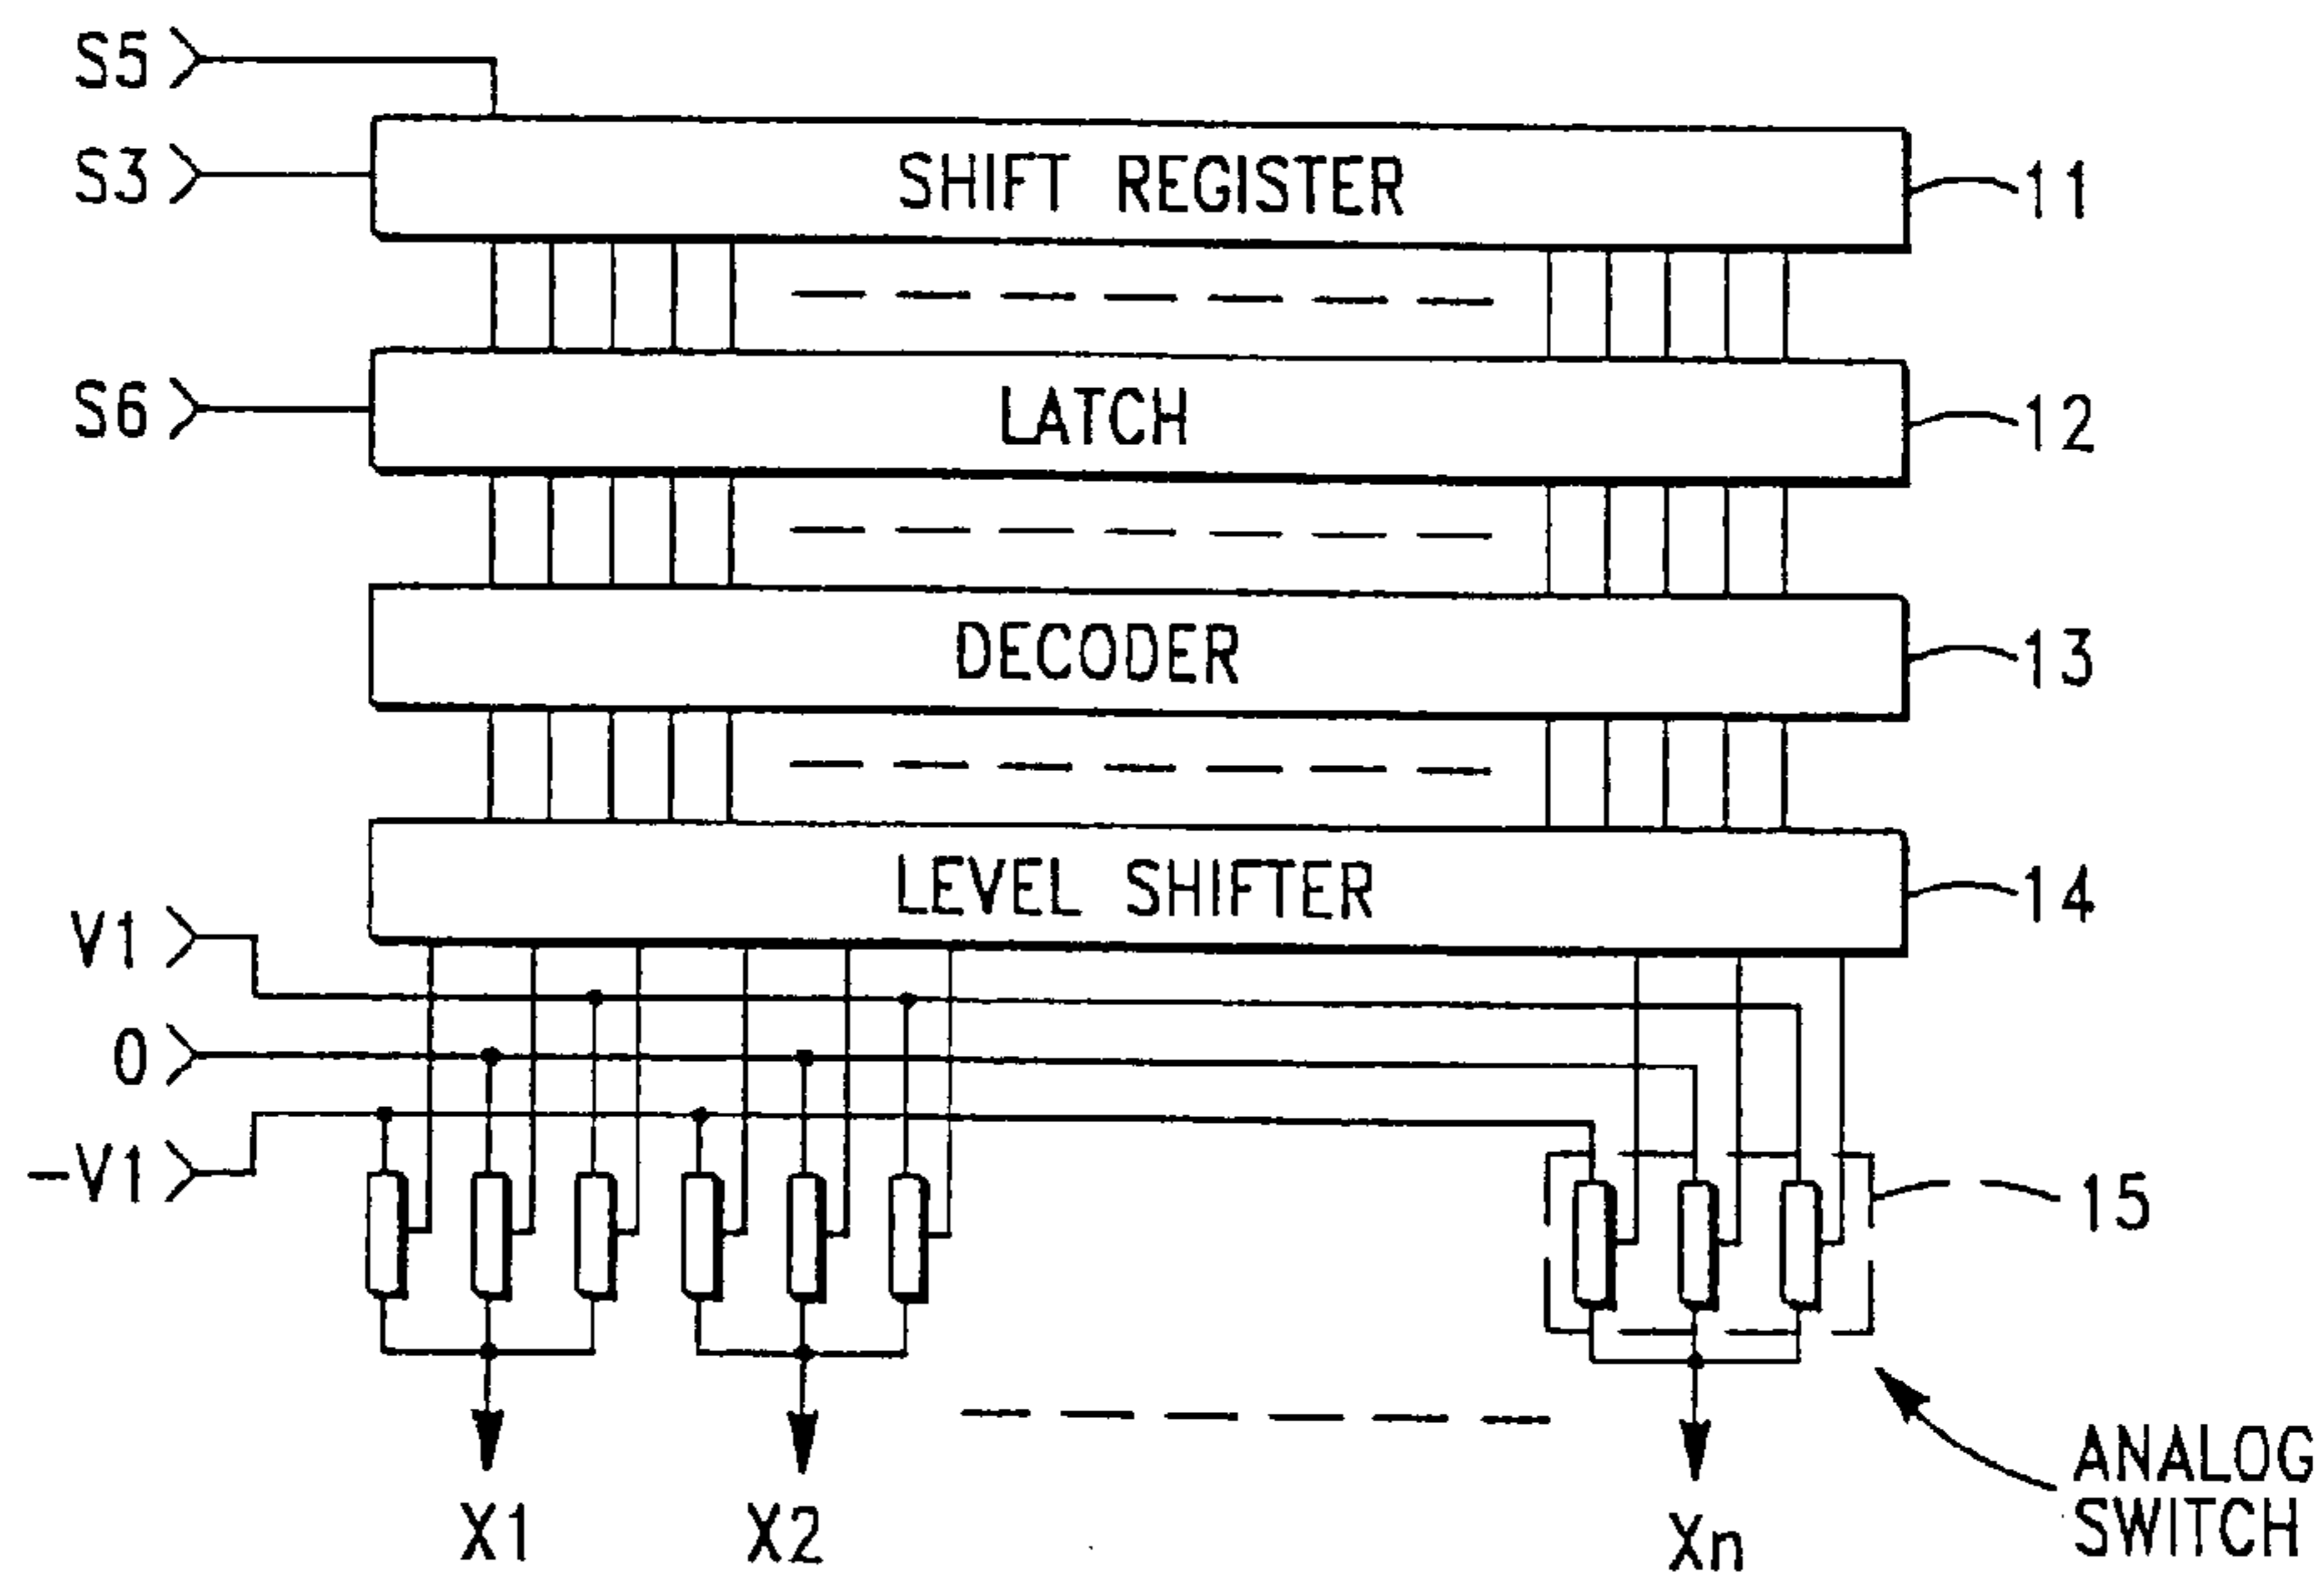 S5
S3
SHIFT REGISTER
11
S6
LATCH
12
DECODER
13
LEVEL SHIFTER
14
V1
0
-V1
15
X1
X2
Xn
ANALOG
SWITCH